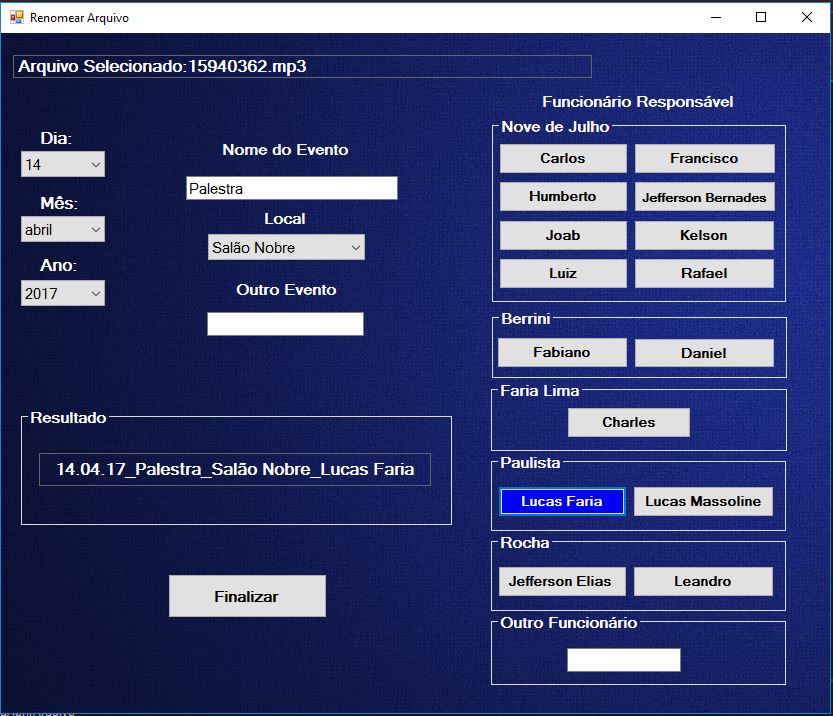 Renomear Arquivo
Arquivo Selecionado:15940362.mp3
Dia:
14
Mês:
abril
Ano:
2017
Nome do Evento
Palestra
Local
Salão Nobre
Outro Evento
Resultado
14.04.17_Palestra_Salão Nobre_Lucas Faria
Finalizar
Funcionário Responsável
Nove de Julho
Carlos Francisco
Humberto Jefferson Bernades
Joab Kelson
Luiz Rafael
Berrini
Fabiano Daniel
Faria Lima
Charles
Paulista
Lucas Faria Lucas Massoline
Rocha
Jefferson Elias Leandro
Outro Funcionário